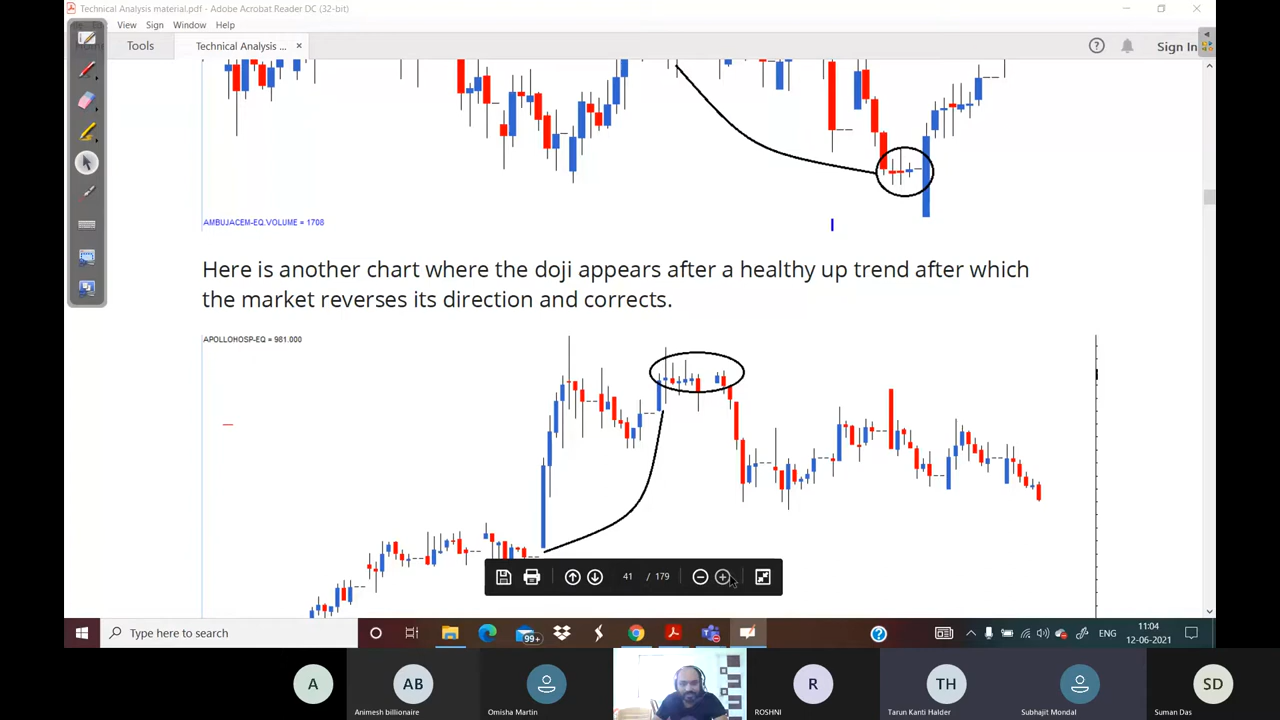 Technical Analysis material.pdf - Adobe Acrobat Reader DC (32-bit)
View Sign Window Help
Tools
Technical Analysis ... ×
Sign In
AMBUJACEM-EQ.VOLUME = 1708
Here is another chart where the doji appears after a healthy up trend after which
the market reverses its direction and corrects.
APOLLOHOSP-EQ = 981.000
41 / 179
Type here to search
99+
ENG
11:04
12-06-2021
A
AB
R
TH
SD
Animesh billionaire
Omisha Martin
ROSHNI
Tarun Kanti Halder
Subhajit Mondal
Suman Das